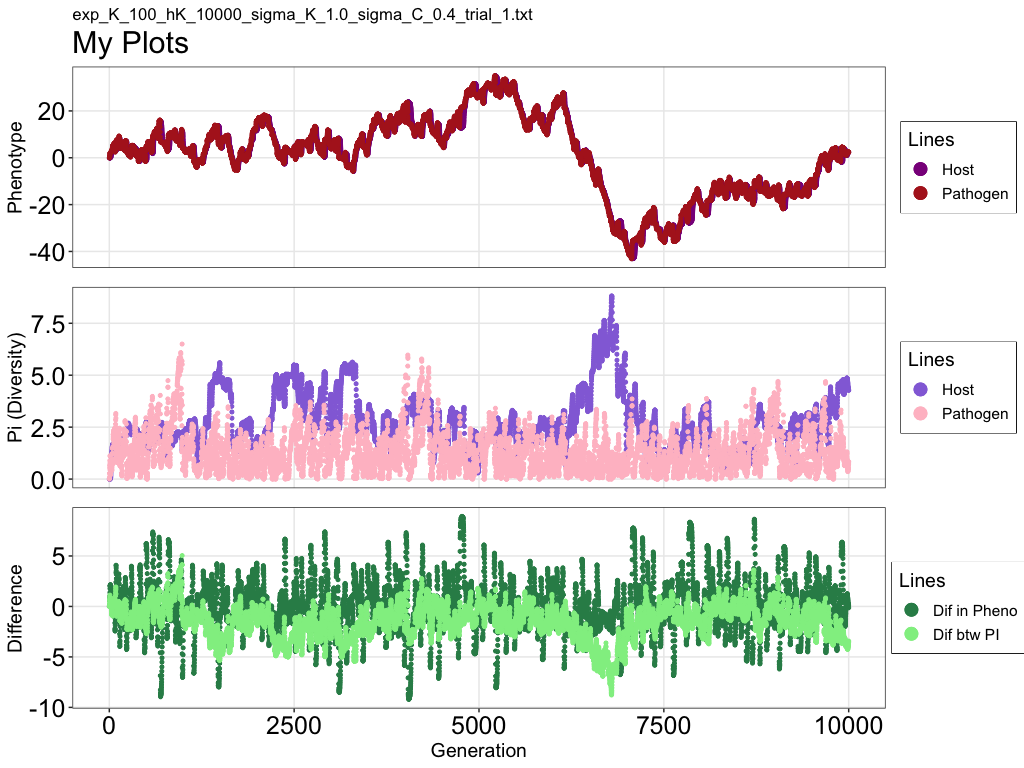 exp_K_100_hK_10000_sigma_K_1.0_sigma_C_0.4_trial_1.txt
My Plots
Phenotype
20
0
-20
-40
Lines
Host
Pathogen
Pi (Diversity)
7.5
5.0
2.5
0.0
Lines
Host
Pathogen
Difference
5
0
-5
-10
Lines
Dif in Pheno
Dif btw PI
0 2500 5000 7500 10000
Generation